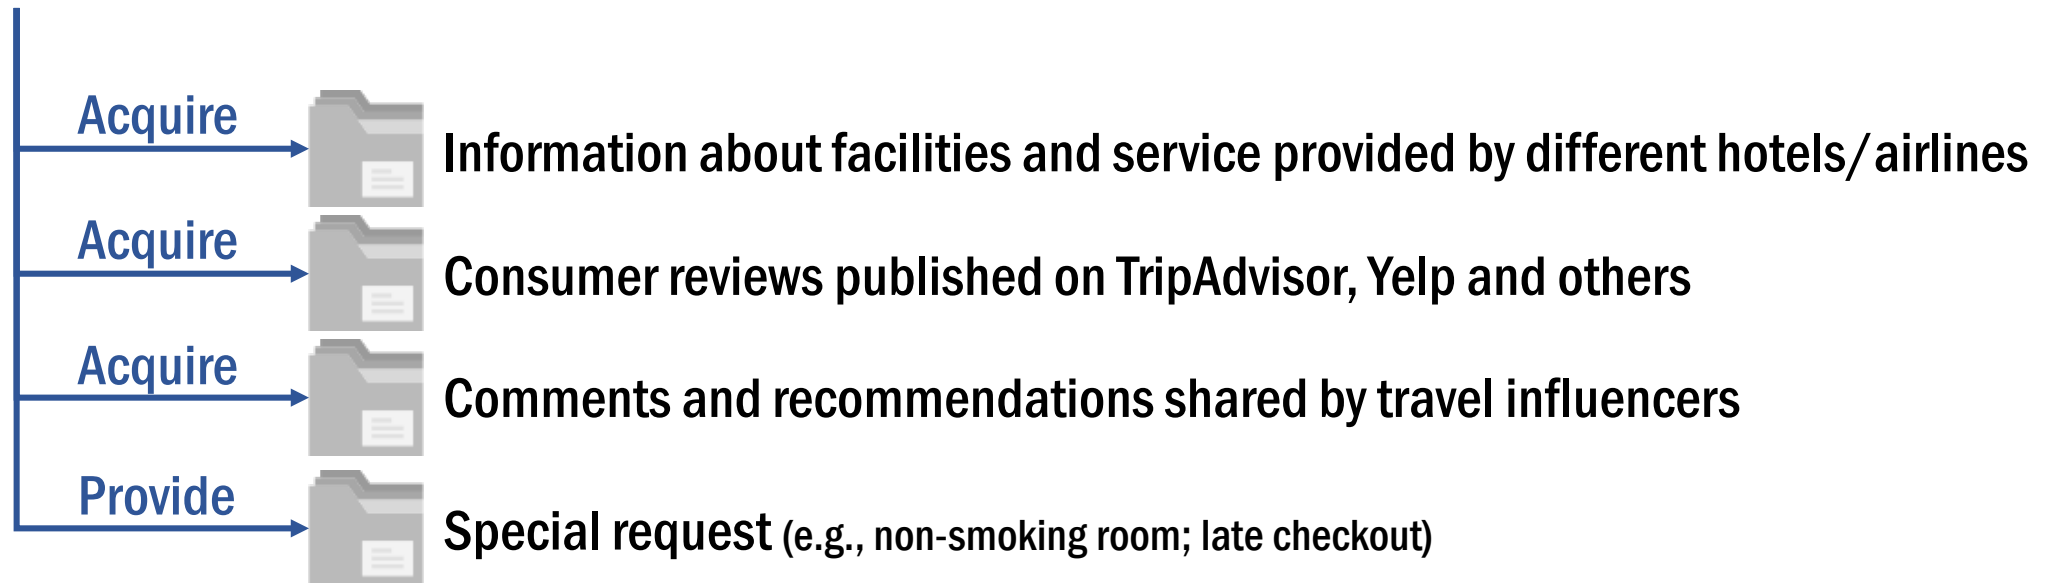 Acquire
Information about facilities and service provided by different hotels/airlines
Acquire
Consumer reviews published on TripAdvisor, Yelp and others
Acquire
Comments and recommendations shared by travel influencers
Provide
Special request (e.g., non-smoking room; late checkout)